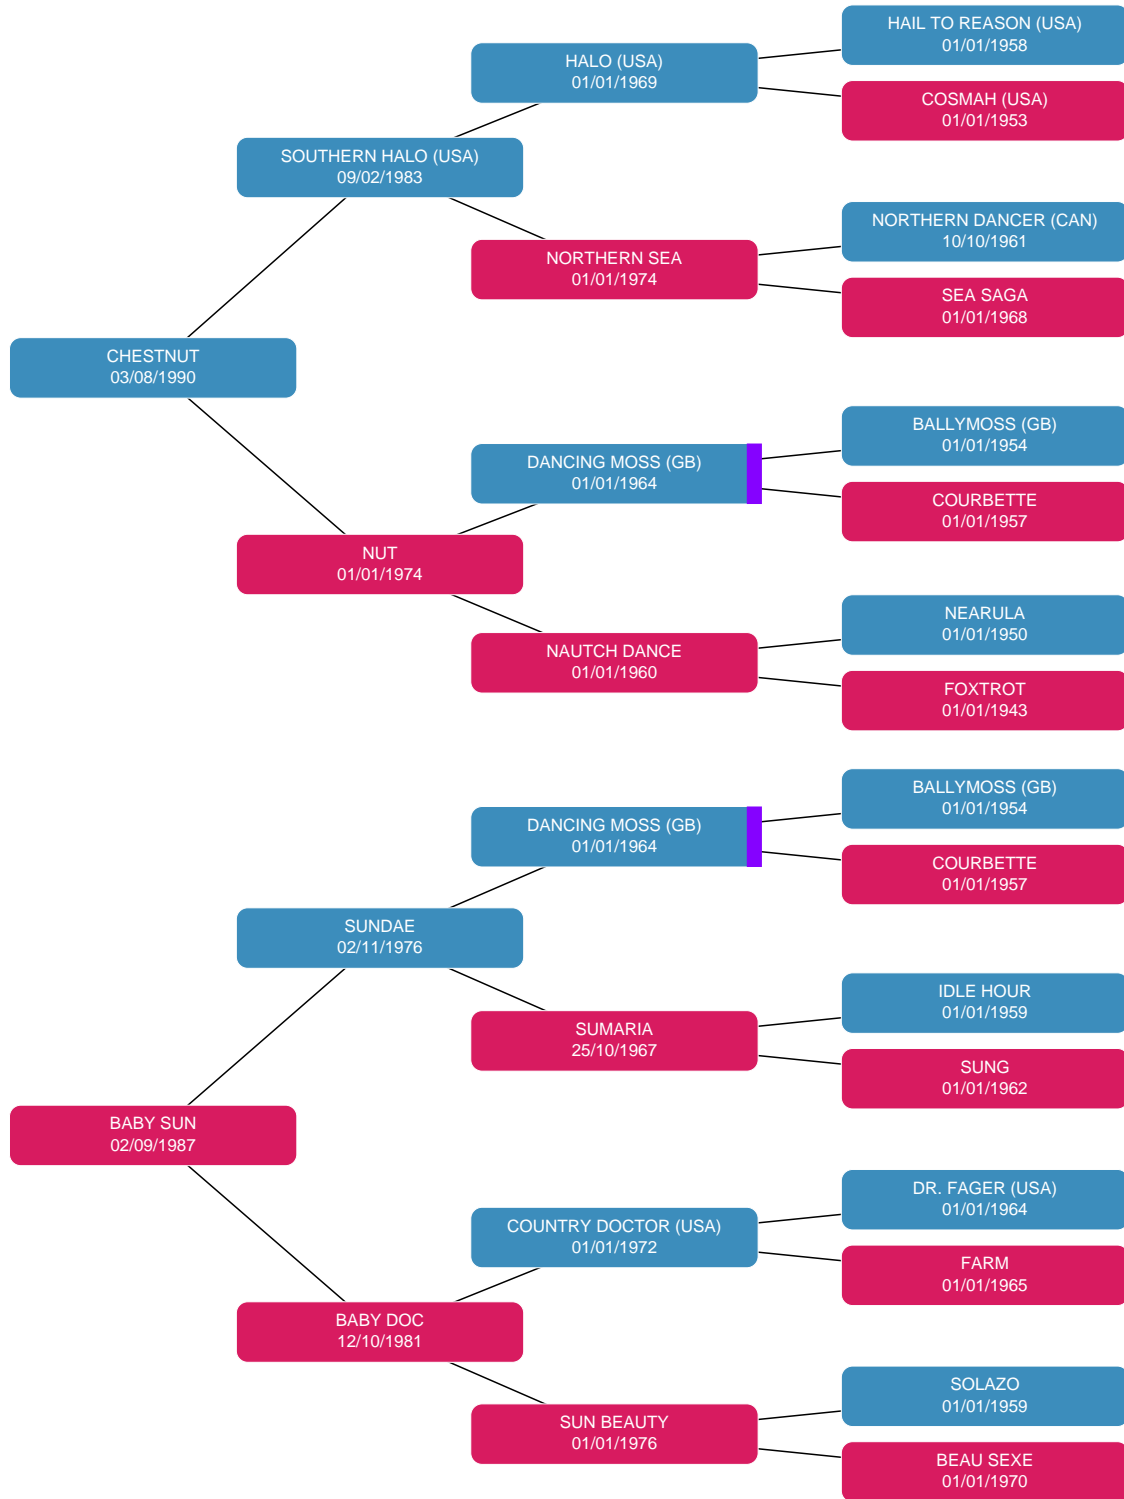 HAIL TO REASON (USA)
01/01/1958
HALO (USA)
01/01/1969
COSMAH (USA)
01/01/1953
SOUTHERN HALO (USA)
09/02/1983
NORTHERN DANCER (CAN)
10/10/1961
NORTHERN SEA
01/01/1974
SEA SAGA
01/01/1968
CHESTNUT
03/08/1990
BALLYMOSS (GB)
01/01/1954
DANCING MOSS (GB)
01/01/1964
COURBETTE
01/01/1957
NUT
01/01/1974
NEARULA
01/01/1950
NAUTCH DANCE
01/01/1960
FOXTROT
01/01/1943
BALLYMOSS (GB)
01/01/1954
DANCING MOSS (GB)
01/01/1964
COURBETTE
01/01/1957
SUNDAE
02/11/1976
IDLE HOUR
01/01/1959
SUMARIA
25/10/1967
SUNG
01/01/1962
BABY SUN
02/09/1987
DR. FAGER (USA)
01/01/1964
COUNTRY DOCTOR (USA)
01/01/1972
FARM
01/01/1965
BABY DOC
12/10/1981
SOLAZO
01/01/1959
SUN BEAUTY
01/01/1976
BEAU SEXE
01/01/1970